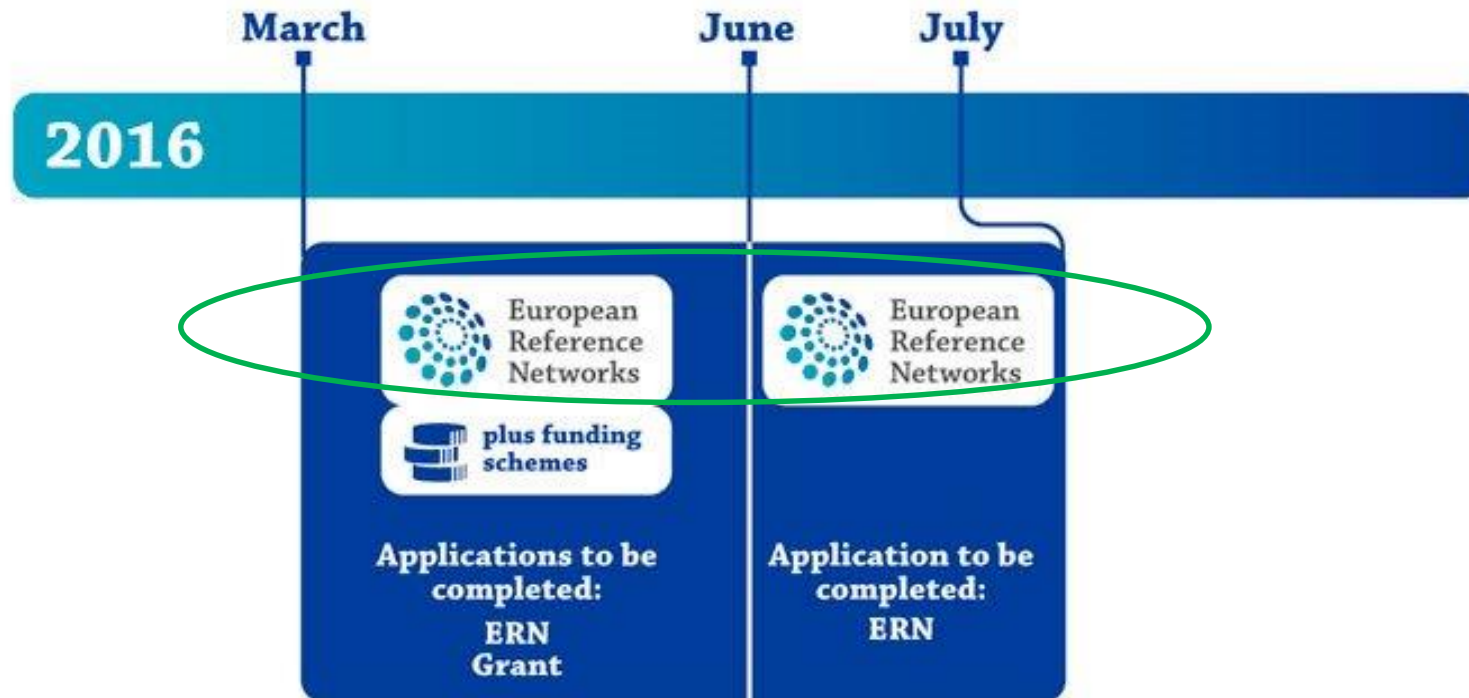 March
June
July
2016
European
Reference
Networks
plus funding
schemes
Applications to be
completed:
ERN
Grant
European
Reference
Networks
Application to be
completed:
ERN